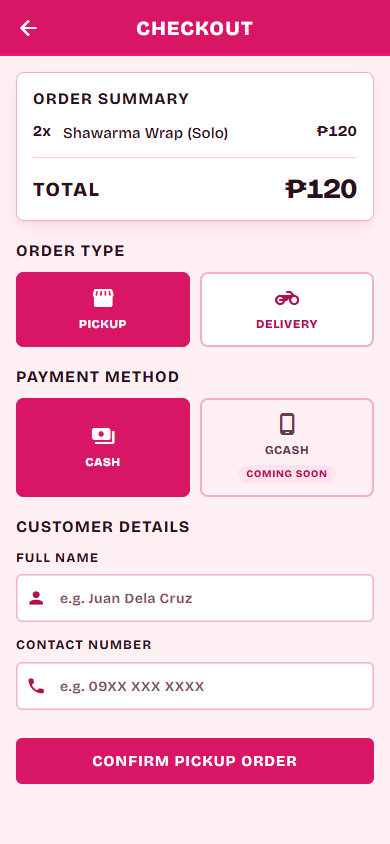 CHECKOUT
ORDER SUMMARY
2x Shawarma Wrap (Solo) ₱120
TOTAL ₱120
ORDER TYPE
PICKUP DELIVERY
PAYMENT METHOD
CASH GCASH
COMING SOON
CUSTOMER DETAILS
FULL NAME
e.g. Juan Dela Cruz
CONTACT NUMBER
e.g. 09XX XXX XXXX
CONFIRM PICKUP ORDER